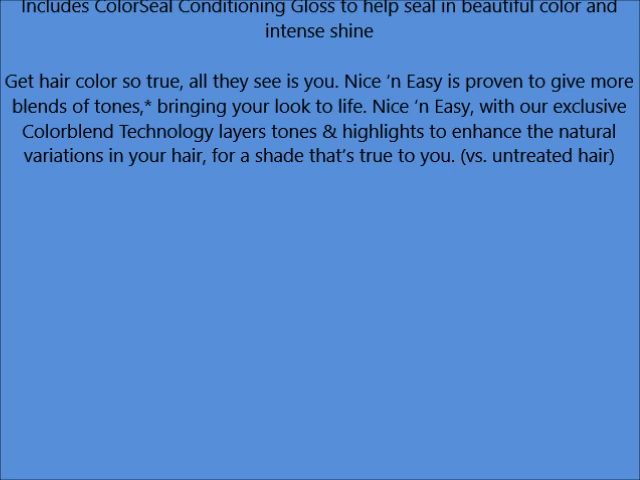 Includes ColorSeal Conditioning Gloss to help seal in beautiful color and
intense shine
Get hair color so true, all they see is you. Nice ’n Easy is proven to give more
blends of tones,* bringing your look to life. Nice ‘n Easy, with our exclusive
Colorblend Technology layers tones & highlights to enhance the natural
variations in your hair, for a shade that’s true to you. (vs. untreated hair)